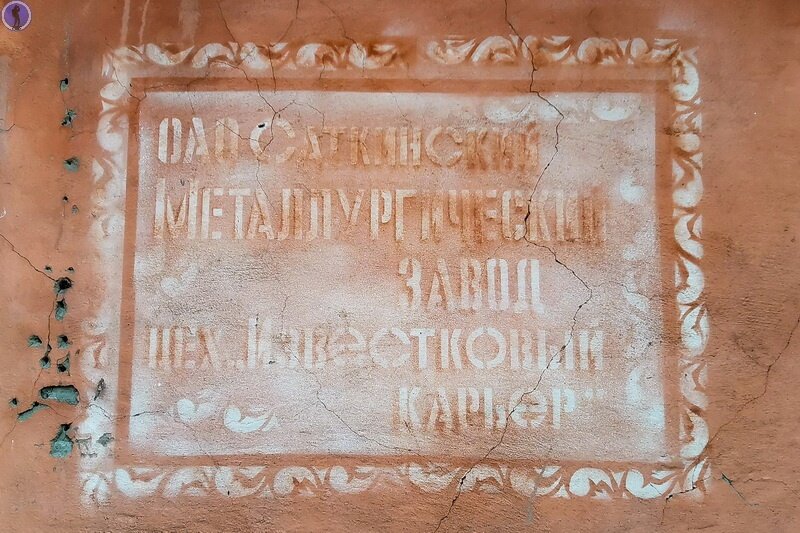 ОАО Саткинский
Металлургический
завод
цех „Известковый
карьер"